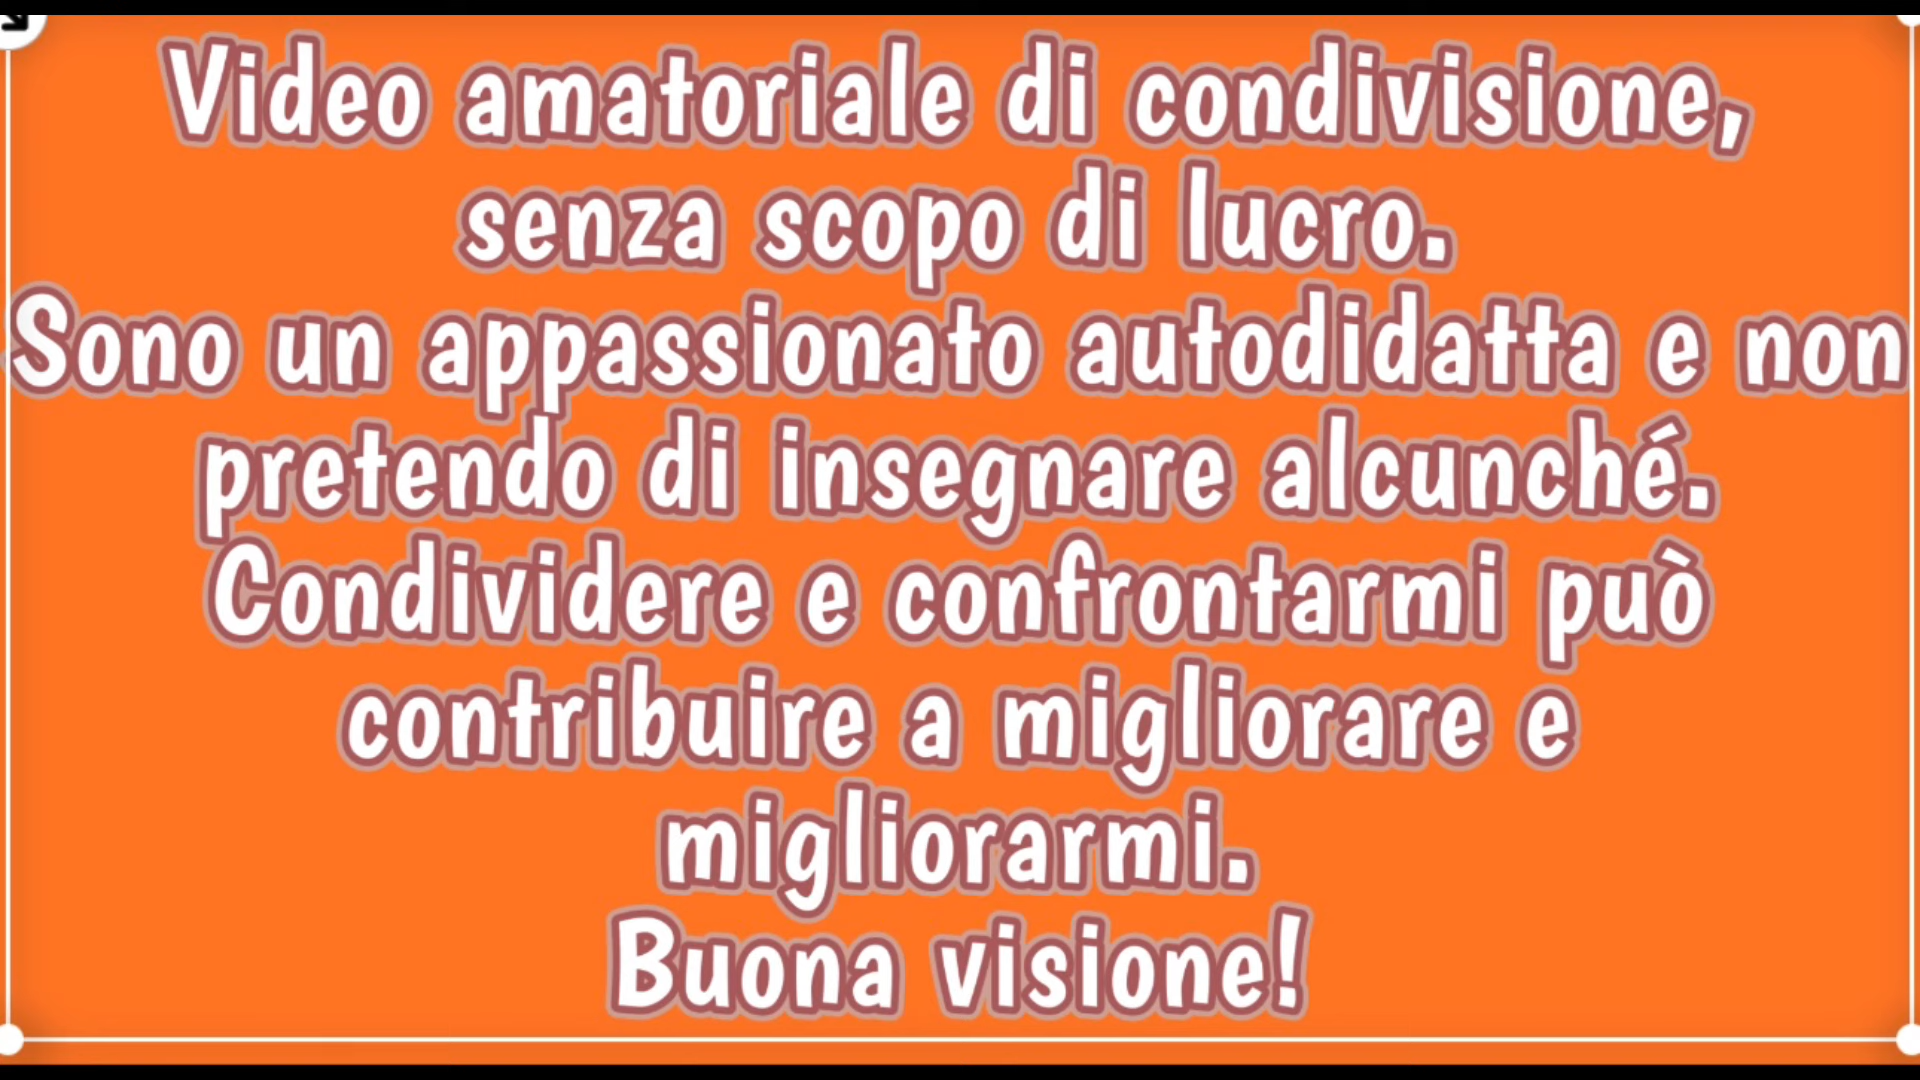 Video amatoriale di condivisione,
senza scopo di lucro.
Sono un appassionato autodidatta e non
pretendo di insegnare alcunché.
Condividere e confrontarmi può
contribuire a migliorare e
migliorarmi.
Buona visione!